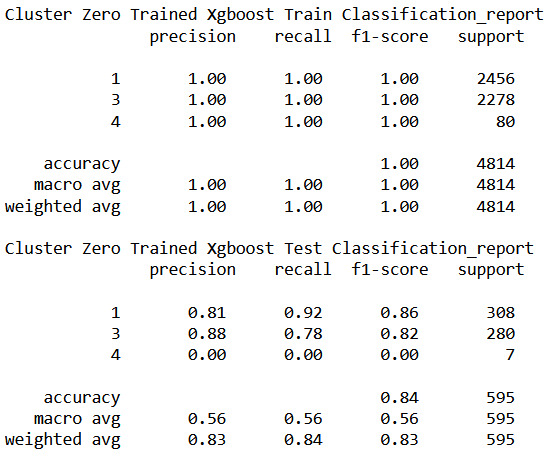 Cluster Zero Trained Xgboost Train Classification_report
precision recall f1-score support
1 1.00 1.00 1.00 2456
3 1.00 1.00 1.00 2278
4 1.00 1.00 1.00 80
accuracy 1.00 4814
macro avg 1.00 1.00 1.00 4814
weighted avg 1.00 1.00 1.00 4814
Cluster Zero Trained Xgboost Test Classification_report
precision recall f1-score support
1 0.81 0.92 0.86 308
3 0.88 0.78 0.82 280
4 0.00 0.00 0.00 7
accuracy 0.84 595
macro avg 0.56 0.56 0.56 595
weighted avg 0.83 0.84 0.83 595